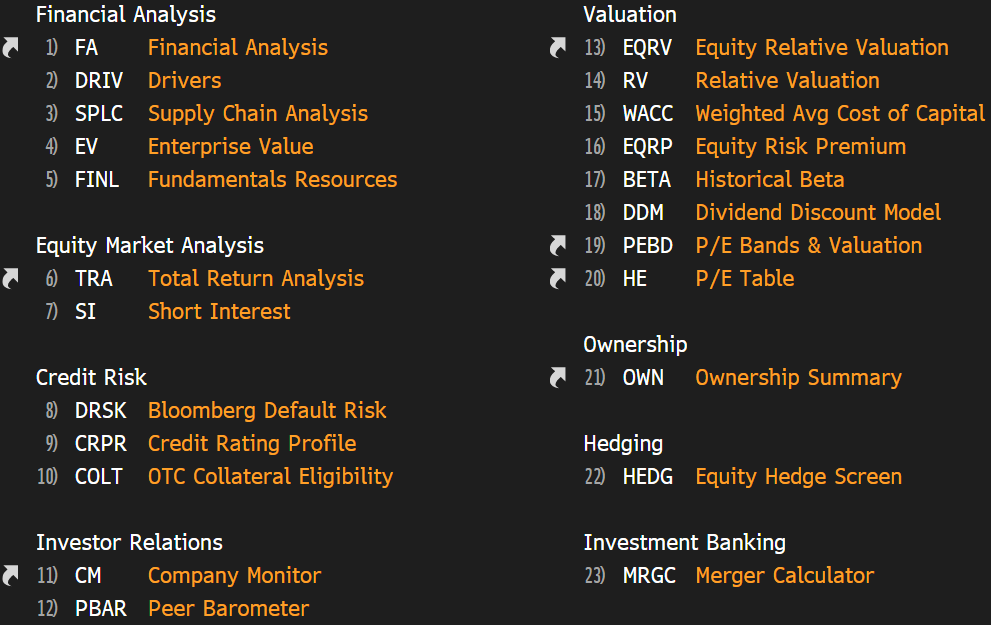 Financial Analysis
1) FA Financial Analysis
2) DRIV Drivers
3) SPLC Supply Chain Analysis
4) EV Enterprise Value
5) FINL Fundamentals Resources
Equity Market Analysis
6) TRA Total Return Analysis
7) SI Short Interest
Credit Risk
8) DRSK Bloomberg Default Risk
9) CRPR Credit Rating Profile
10) COLT OTC Collateral Eligibility
Investor Relations
11) CM Company Monitor
12) PBAR Peer Barometer
Valuation
13) EQRV Equity Relative Valuation
14) RV Relative Valuation
15) WACC Weighted Avg Cost of Capital
16) EQRP Equity Risk Premium
17) BETA Historical Beta
18) DDM Dividend Discount Model
19) PEBD P/E Bands & Valuation
20) HE P/E Table
Ownership
21) OWN Ownership Summary
Hedging
22) HEDG Equity Hedge Screen
Investment Banking
23) MRGC Merger Calculator